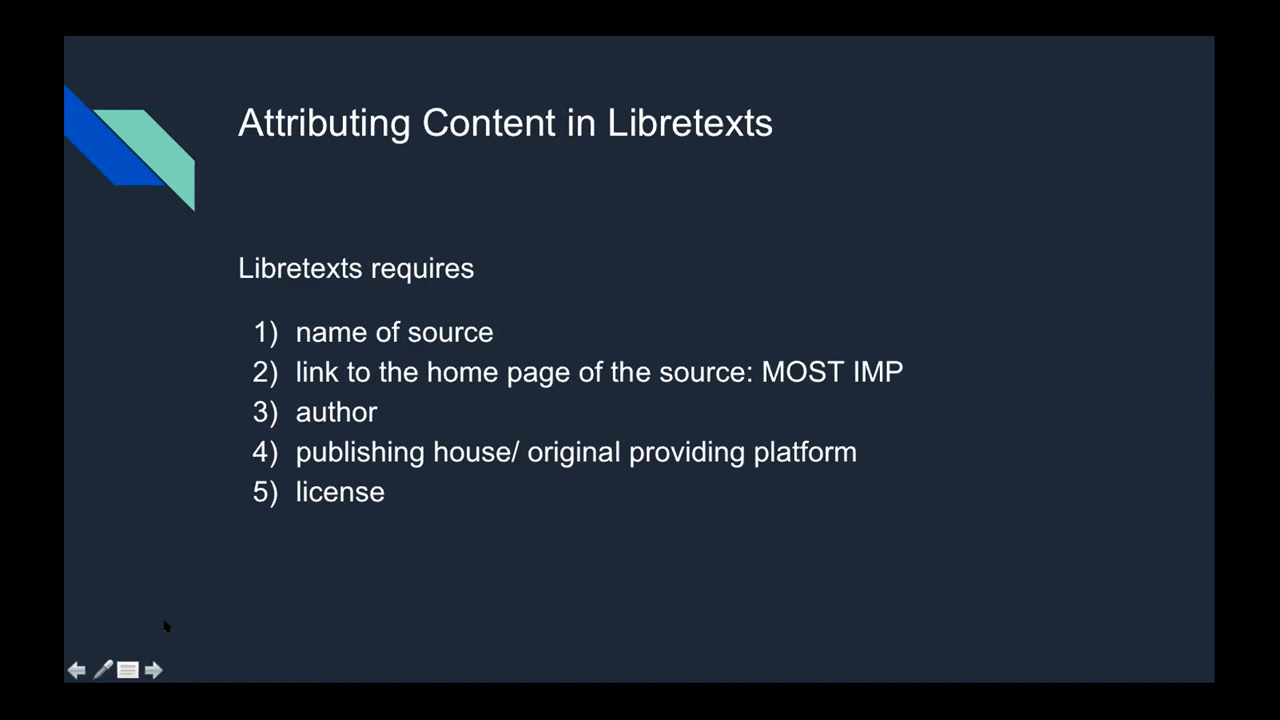 Attributing Content in Libretexts
Libretexts requires
1) name of source
2) link to the home page of the source: MOST IMP
3) author
4) publishing house/ original providing platform
5) license